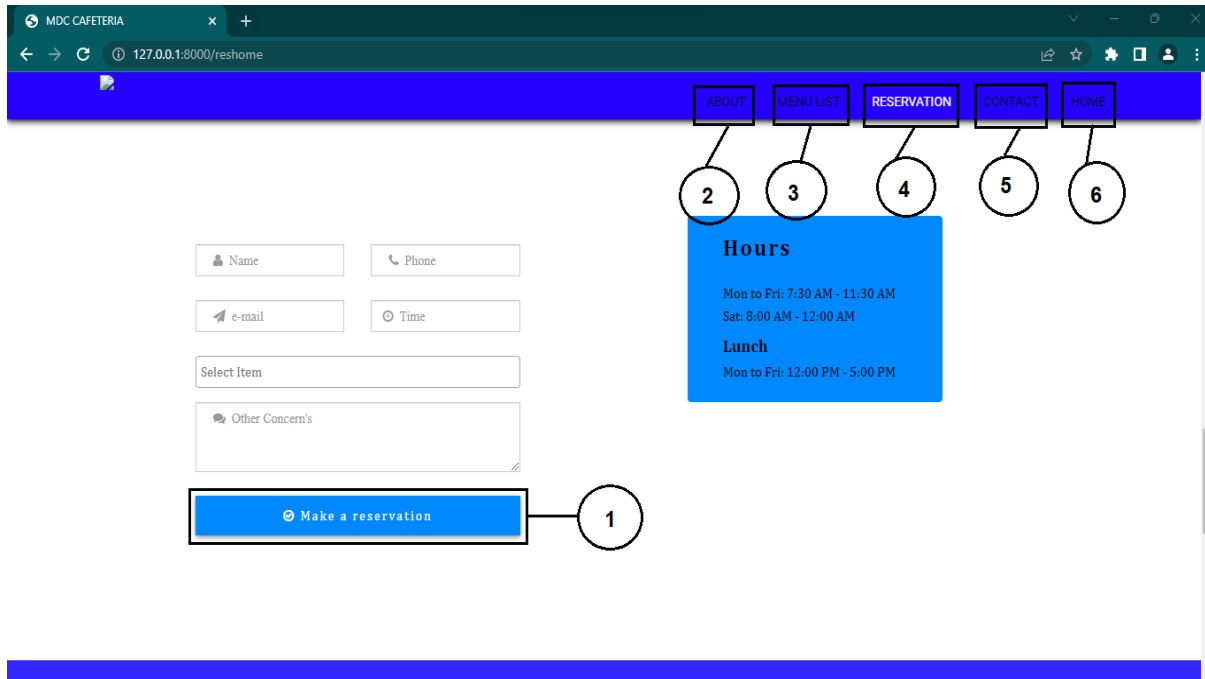 MDC CAFETERIA
127.0.0.1:8000/reshome
ABOUT MENU LIST RESERVATION CONTACT HOME
2 3 4 5 6
Name Phone
e-mail Time
Select Item
Other Concern's
Make a reservation
1
Hours
Mon to Fri: 7:30 AM - 11:30 AM
Sat: 8:00 AM - 12:00 AM
Lunch
Mon to Fri: 12:00 PM - 5:00 PM